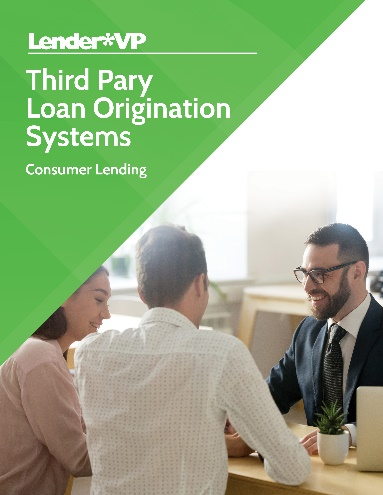 Lender*VP
Third Pary
Loan Origination
Systems
Consumer Lending